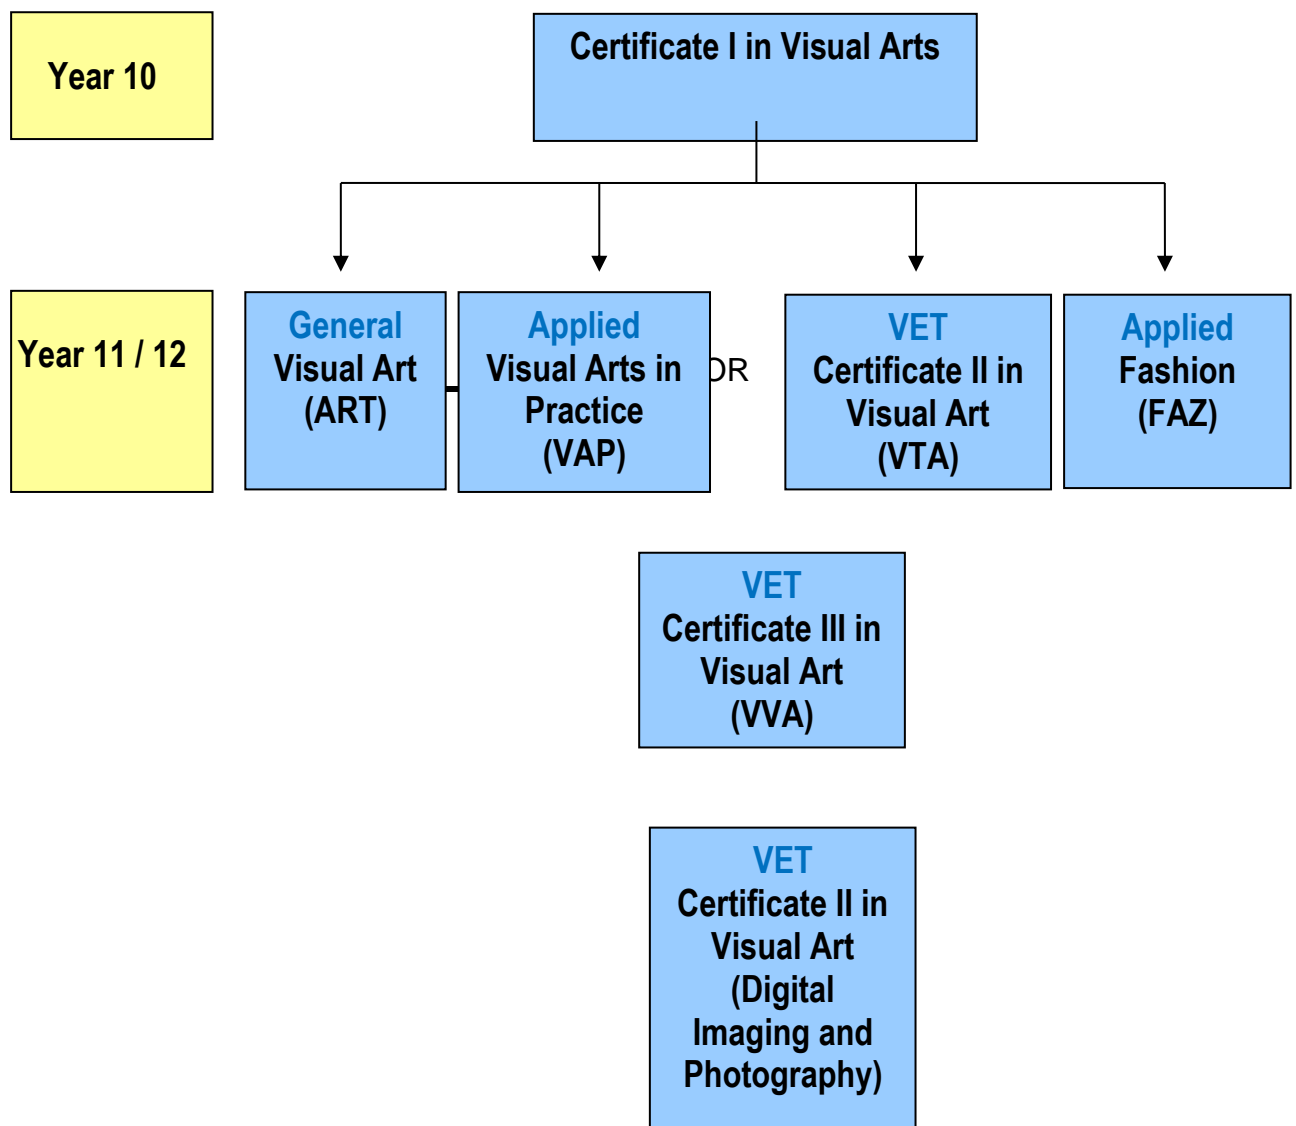 Year 10
Certificate I in Visual Arts
Year 11 / 12
General
Visual Art
(ART)
Applied
Visual Arts in
Practice
(VAP)
OR
VET
Certificate II in
Visual Art
(VTA)
Applied
Fashion
(FAZ)
VET
Certificate III in
Visual Art
(VVA)
VET
Certificate II in
Visual Art
(Digital
Imaging and
Photography)